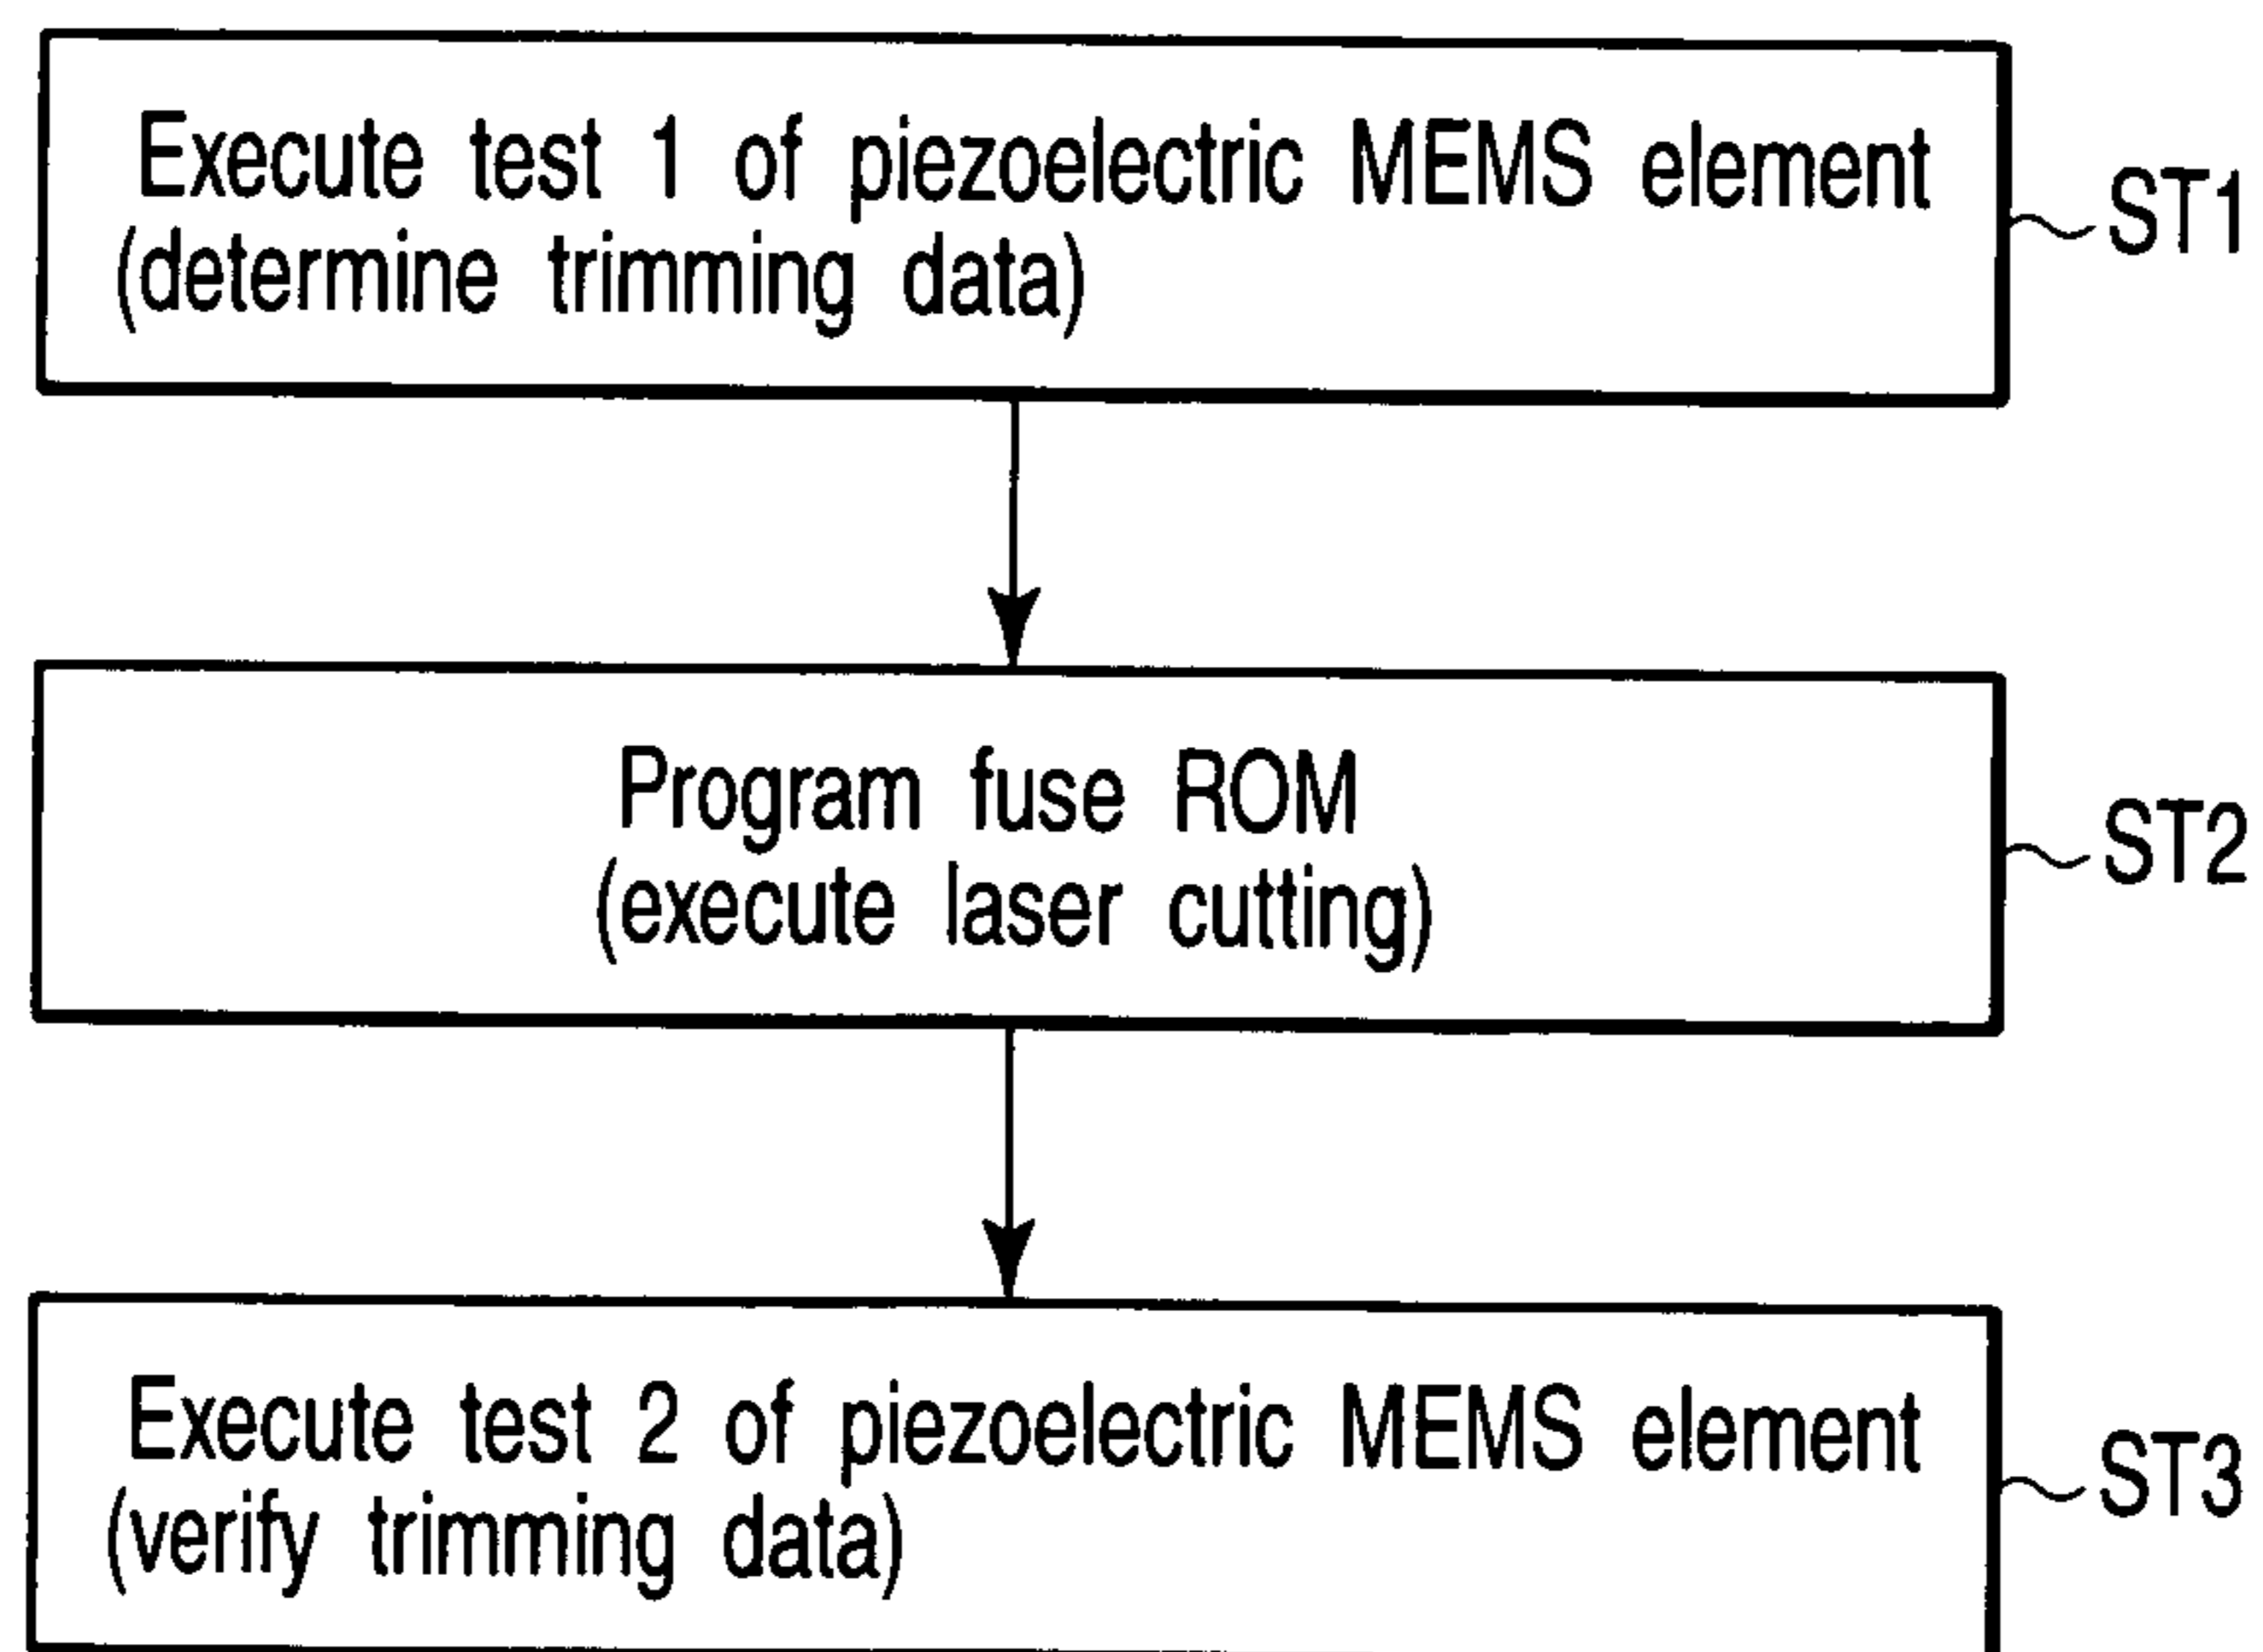 Execute test 1 of piezoelectric MEMS element
(determine trimming data)
ST1
Program fuse ROM
(execute laser cutting)
ST2
Execute test 2 of piezoelectric MEMS element
(verify trimming data)
ST3